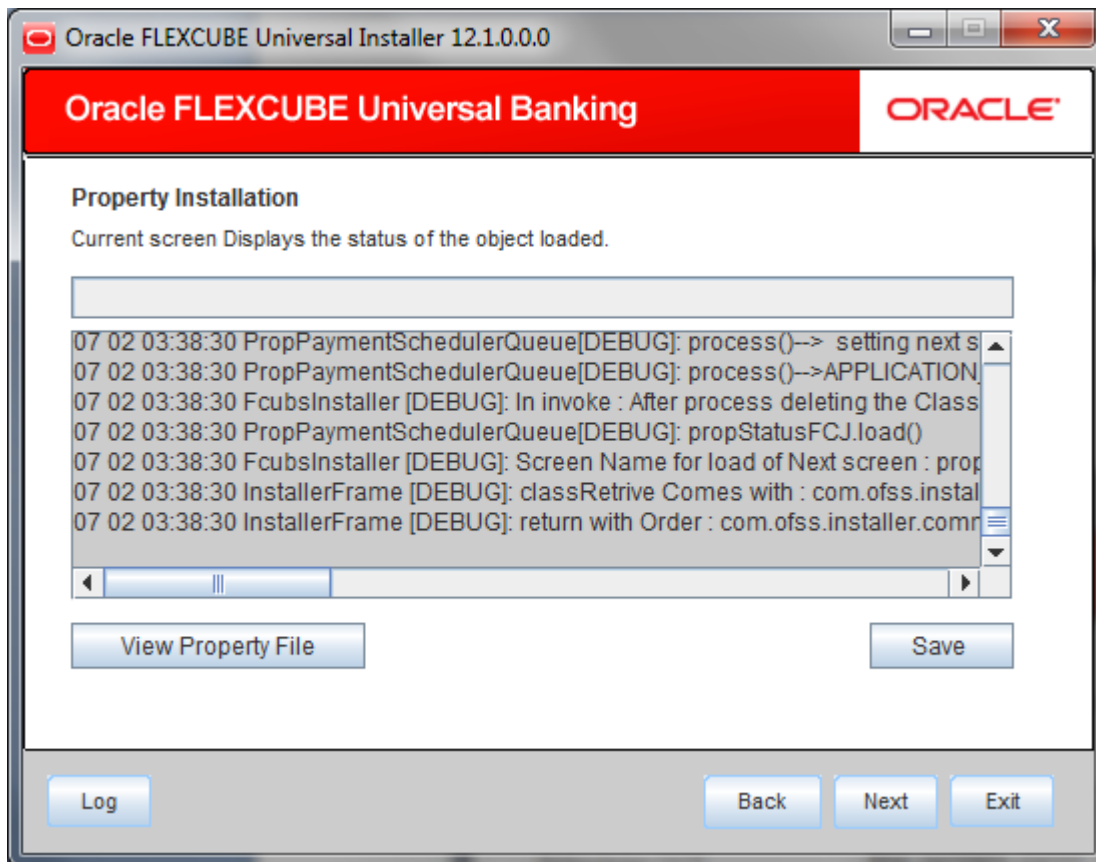 Oracle FLEXCUBE Universal Installer 12.1.0.0.0
Oracle FLEXCUBE Universal Banking
ORACLE
Property Installation
Current screen Displays the status of the object loaded.
07 02 03:38:30 PropPaymentSchedulerQueue[DEBUG]: process()--> setting next s
07 02 03:38:30 PropPaymentSchedulerQueue[DEBUG]: process()-->APPLICATION_
07 02 03:38:30 FcubsInstaller [DEBUG]: In invoke : After process deleting the Class
07 02 03:38:30 PropPaymentSchedulerQueue[DEBUG]: propStatusFCJ.load()
07 02 03:38:30 FcubsInstaller [DEBUG]: Screen Name for load of Next screen : prop
07 02 03:38:30 InstallerFrame [DEBUG]: classRetrive Comes with : com.ofss.instal
07 02 03:38:30 InstallerFrame [DEBUG]: return with Order : com.ofss.installer.comm
View Property File
Save
Log
Back
Next
Exit